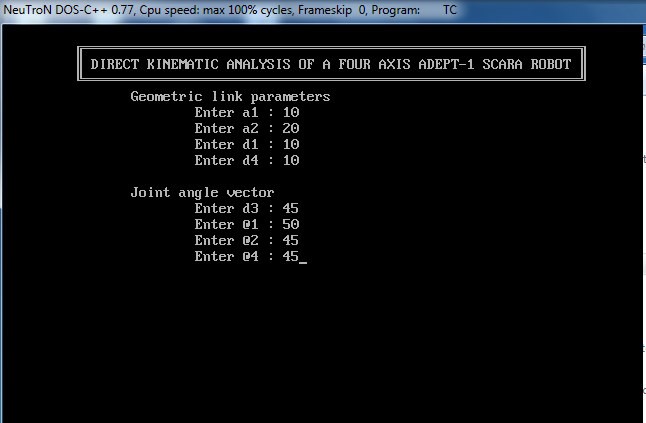 NeuTroN DOS-C++ 0.77, Cpu speed: max 100% cycles, Frameskip 0, Program: TC
DIRECT KINEMATIC ANALYSIS OF A FOUR AXIS ADEPT-1 SCARA ROBOT
Geometric link parameters
Enter a1 : 10
Enter a2 : 20
Enter d1 : 10
Enter d4 : 10
Joint angle vector
Enter d3 : 45
Enter @1 : 50
Enter @2 : 45
Enter @4 : 45_